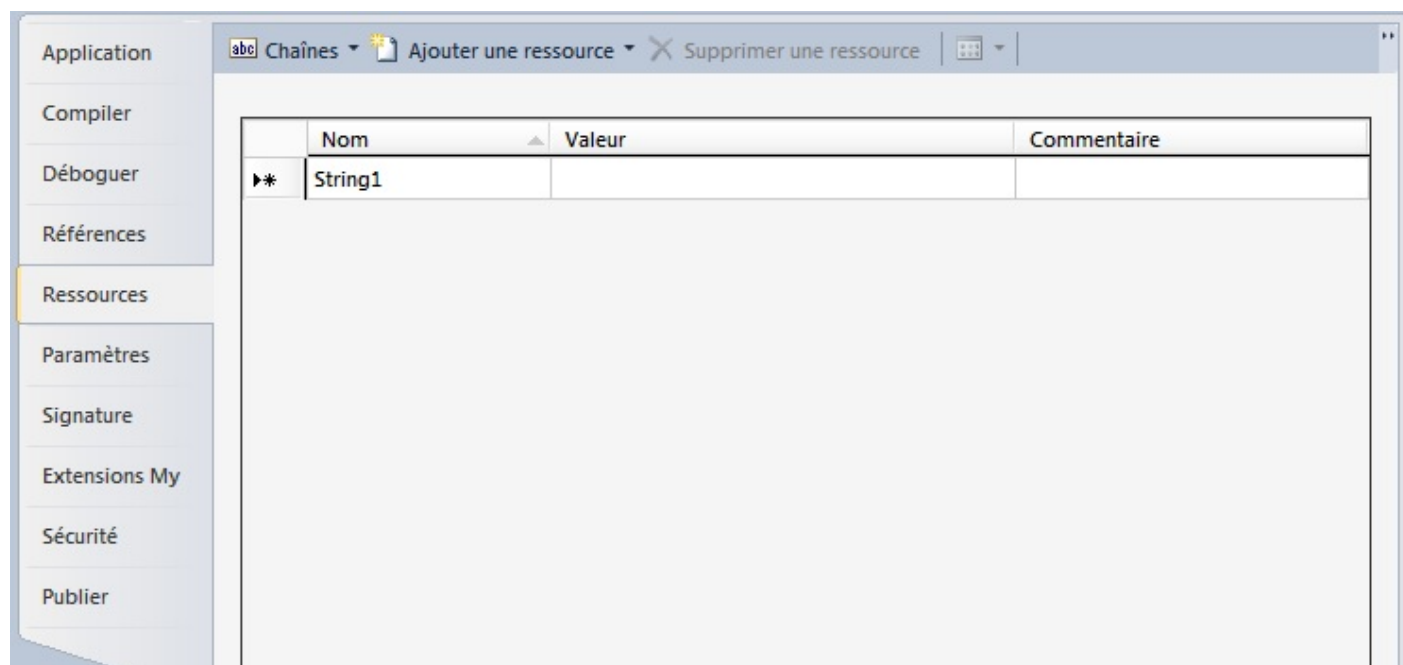 Application
Compiler
Déboguer
Références
Ressources
Paramètres
Signature
Extensions My
Sécurité
Publier
abc Chaînes Ajouter une ressource Supprimer une ressource
Nom Valeur Commentaire
String1